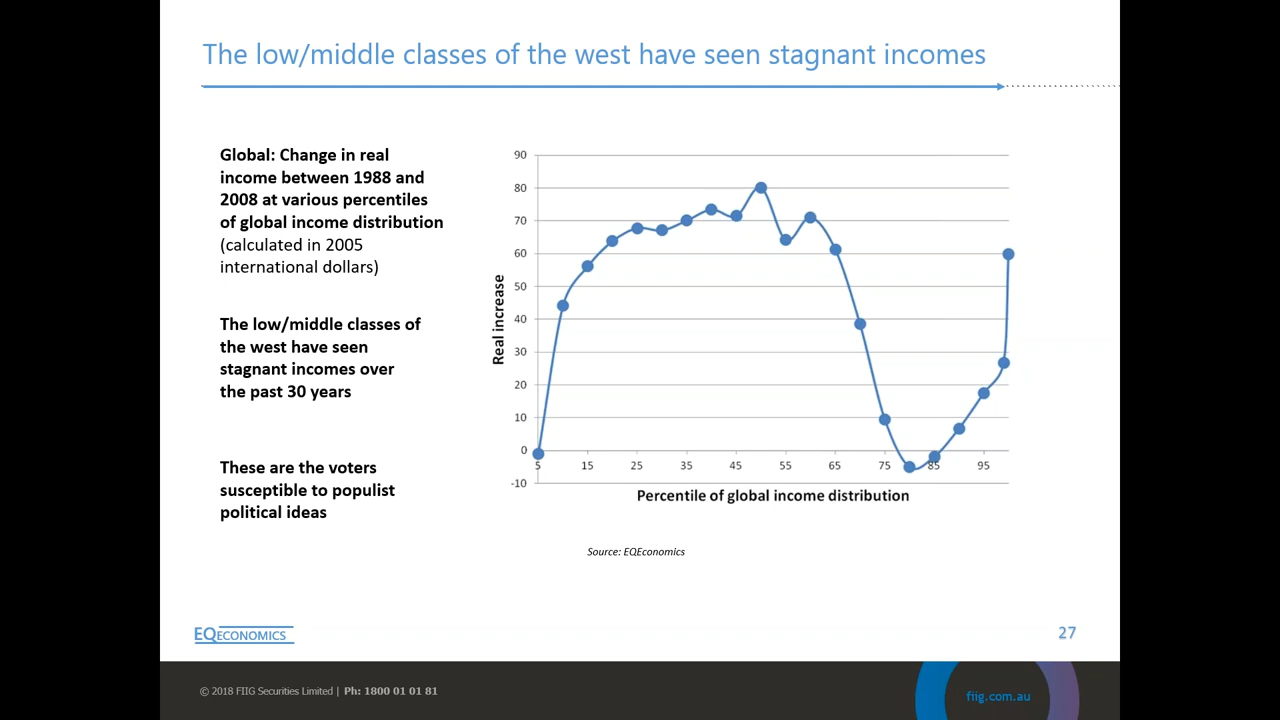 The low/middle classes of the west have seen stagnant incomes
Global: Change in real
income between 1988 and
2008 at various percentiles
of global income distribution
(calculated in 2005
international dollars)
The low/middle classes of
the west have seen
stagnant incomes over
the past 30 years
These are the voters
susceptible to populist
political ideas
Real increase
90
80
70
60
50
40
30
20
10
0
-10
5 15 25 35 45 55 65 75 85 95
Percentile of global income distribution
Source: EQEconomics
EQECONOMICS
27
© 2018 FIIG Securities Limited | Ph: 1800 01 01 81
fiig.com.au